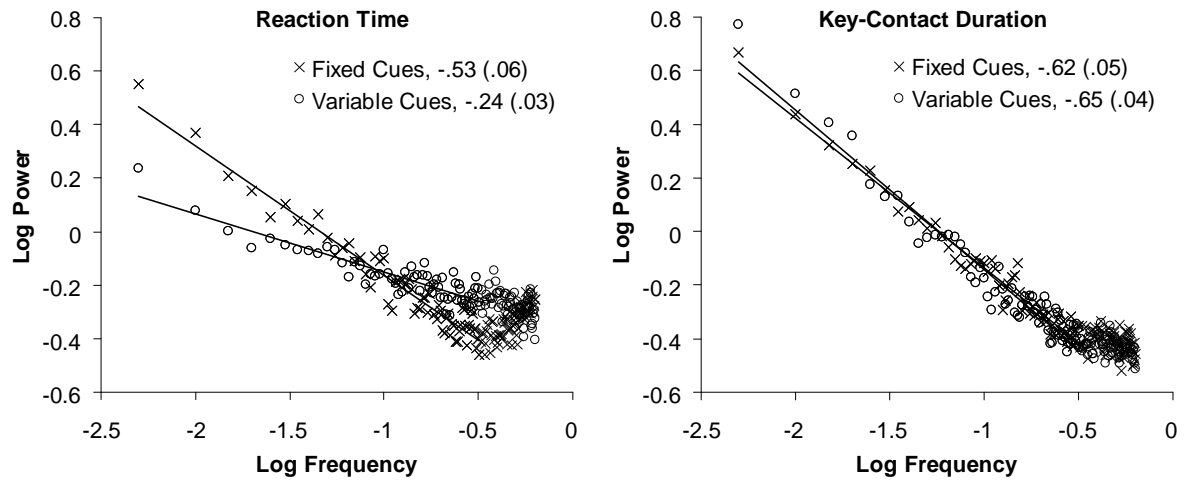 Reaction Time
× Fixed Cues, -.53 (.06)
○ Variable Cues, -.24 (.03)
Log Power
0.8
0.6
0.4
0.2
0
-0.2
-0.4
-0.6
-2.5 -2 -1.5 -1 -0.5 0
Log Frequency
Key-Contact Duration
× Fixed Cues, -.62 (.05)
○ Variable Cues, -.65 (.04)
Log Power
0.8
0.6
0.4
0.2
0
-0.2
-0.4
-0.6
-2.5 -2 -1.5 -1 -0.5 0
Log Frequency